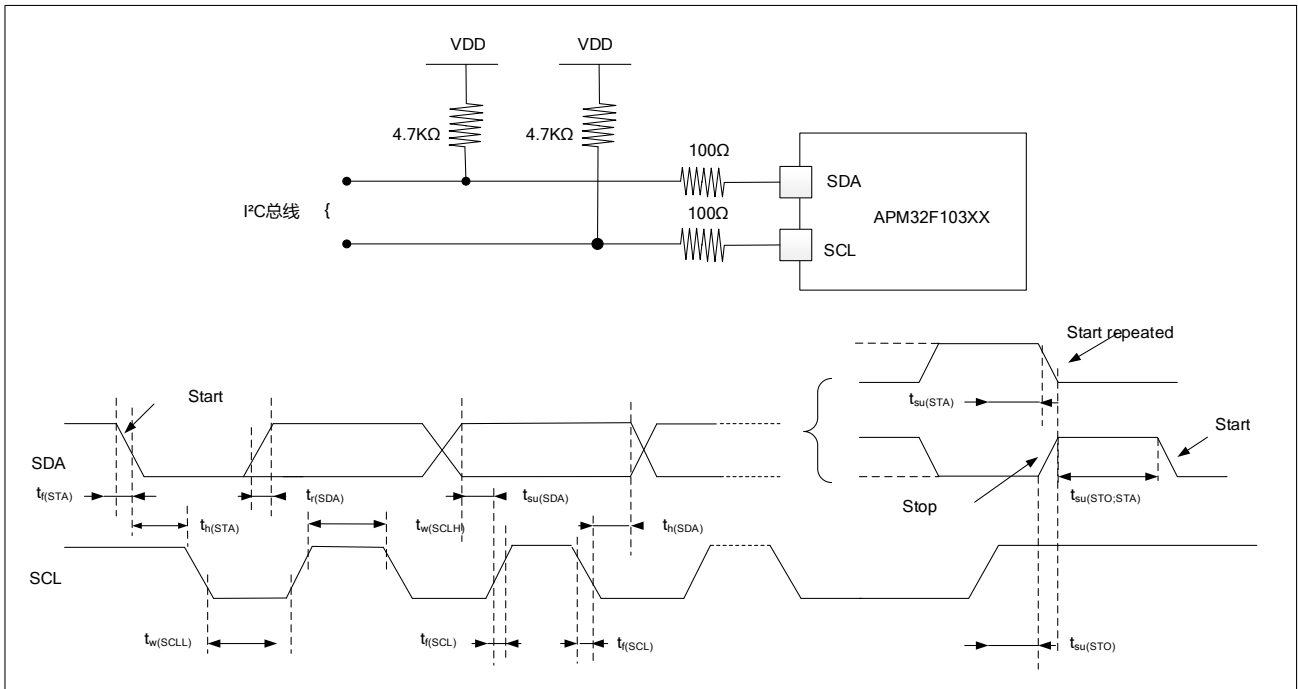 VDD VDD
4.7KΩ 4.7KΩ
100Ω
SDA
I²C总线 {
100Ω
APM32F103XX
SCL
Start repeated
Start
tsu(STA)
Start
SDA
tf(STA)
tr(SDA)
tsu(SDA)
Stop
tsu(STO;STA)
th(STA)
tw(SCLH)
th(SDA)
SCL
tw(SCLL)
tf(SCL)
tf(SCL)
tsu(STO)